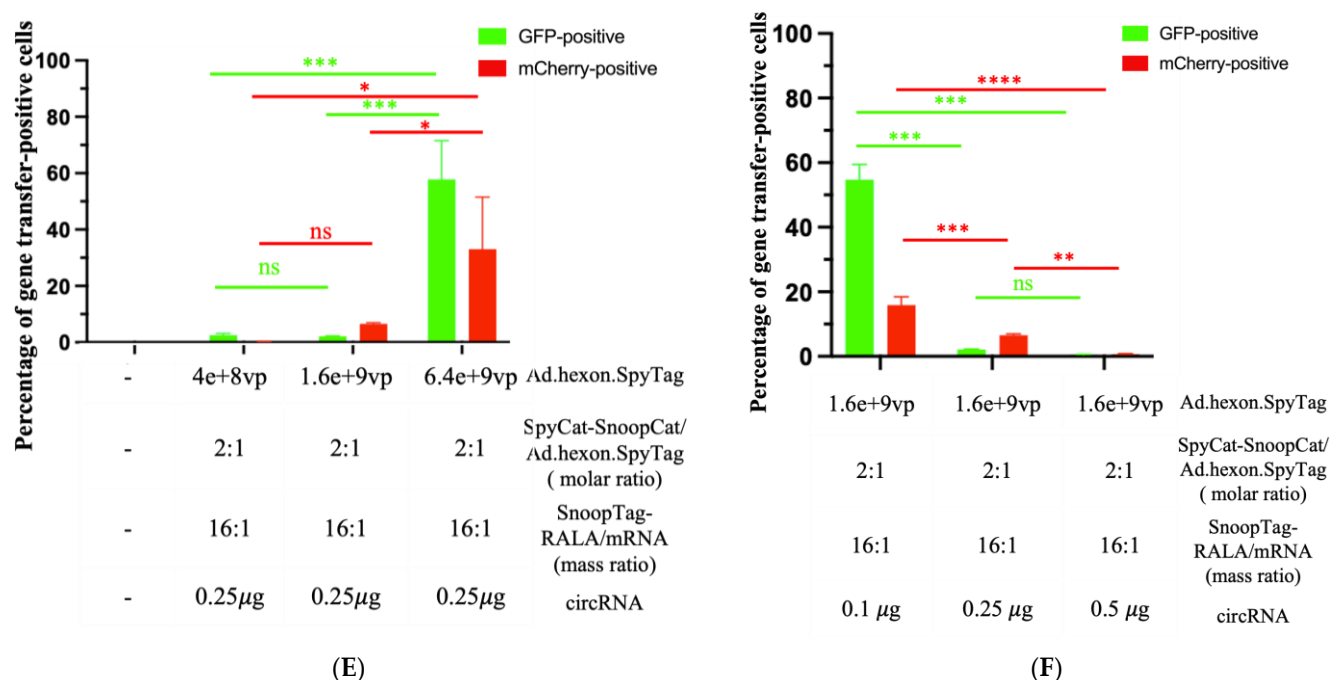 Percentage of gene transfer-positive cells
GFP-positive
mCherry-positive
100
80
60
40
20
0
***
*
***
*
ns
ns
- 4e+8vp 1.6e+9vp 6.4e+9vp Ad.hexon.SpyTag
- 2:1 2:1 2:1 SpyCat-SnoopCat/
Ad.hexon.SpyTag
( molar ratio)
- 16:1 16:1 16:1 SnoopTag-
RALA/mRNA
(mass ratio)
- 0.25μg 0.25μg 0.25μg circRNA
(E)
Percentage of gene transfer-positive cells
GFP-positive
mCherry-positive
100
80
60
40
20
0
****
***
***
***
**
ns
1.6e+9vp 1.6e+9vp 1.6e+9vp Ad.hexon.SpyTag
2:1 2:1 2:1 SpyCat-SnoopCat/
Ad.hexon.SpyTag
( molar ratio)
16:1 16:1 16:1 SnoopTag-
RALA/mRNA
(mass ratio)
0.1 μg 0.25 μg 0.5 μg circRNA
(F)